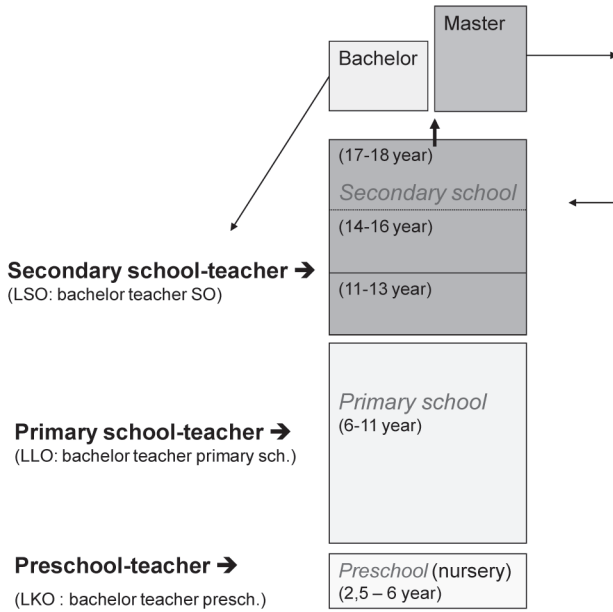 Master
Bachelor
(17-18 year)
Secondary school
(14-16 year)
Secondary school-teacher ➔
(LSO: bachelor teacher SO)
(11-13 year)
Primary school
(6-11 year)
Primary school-teacher ➔
(LLO: bachelor teacher primary sch.)
Preschool-teacher ➔
(LKO : bachelor teacher presch.)
Preschool (nursery)
(2,5 – 6 year)